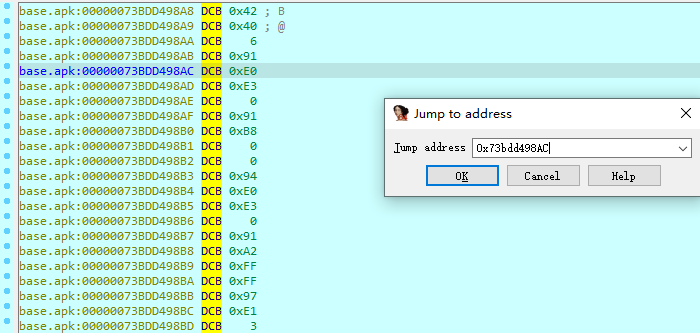 base.apk:00000073BDD498A8 DCB 0x42 ; B
base.apk:00000073BDD498A9 DCB 0x40 ; @
base.apk:00000073BDD498AA DCB    6
base.apk:00000073BDD498AB DCB 0x91
base.apk:00000073BDD498AC DCB 0xE0
base.apk:00000073BDD498AD DCB 0xE3
base.apk:00000073BDD498AE DCB    0
base.apk:00000073BDD498AF DCB 0x91
base.apk:00000073BDD498B0 DCB 0xB8
base.apk:00000073BDD498B1 DCB    0
base.apk:00000073BDD498B2 DCB    0
base.apk:00000073BDD498B3 DCB 0x94
base.apk:00000073BDD498B4 DCB 0xE0
base.apk:00000073BDD498B5 DCB 0xE3
base.apk:00000073BDD498B6 DCB    0
base.apk:00000073BDD498B7 DCB 0x91
base.apk:00000073BDD498B8 DCB 0xA2
base.apk:00000073BDD498B9 DCB 0xFF
base.apk:00000073BDD498BA DCB 0xFF
base.apk:00000073BDD498BB DCB 0x97
base.apk:00000073BDD498BC DCB 0xE1
base.apk:00000073BDD498BD DCB    3
Jump to address
Jump address 0x73bdd498AC
OK Cancel Help